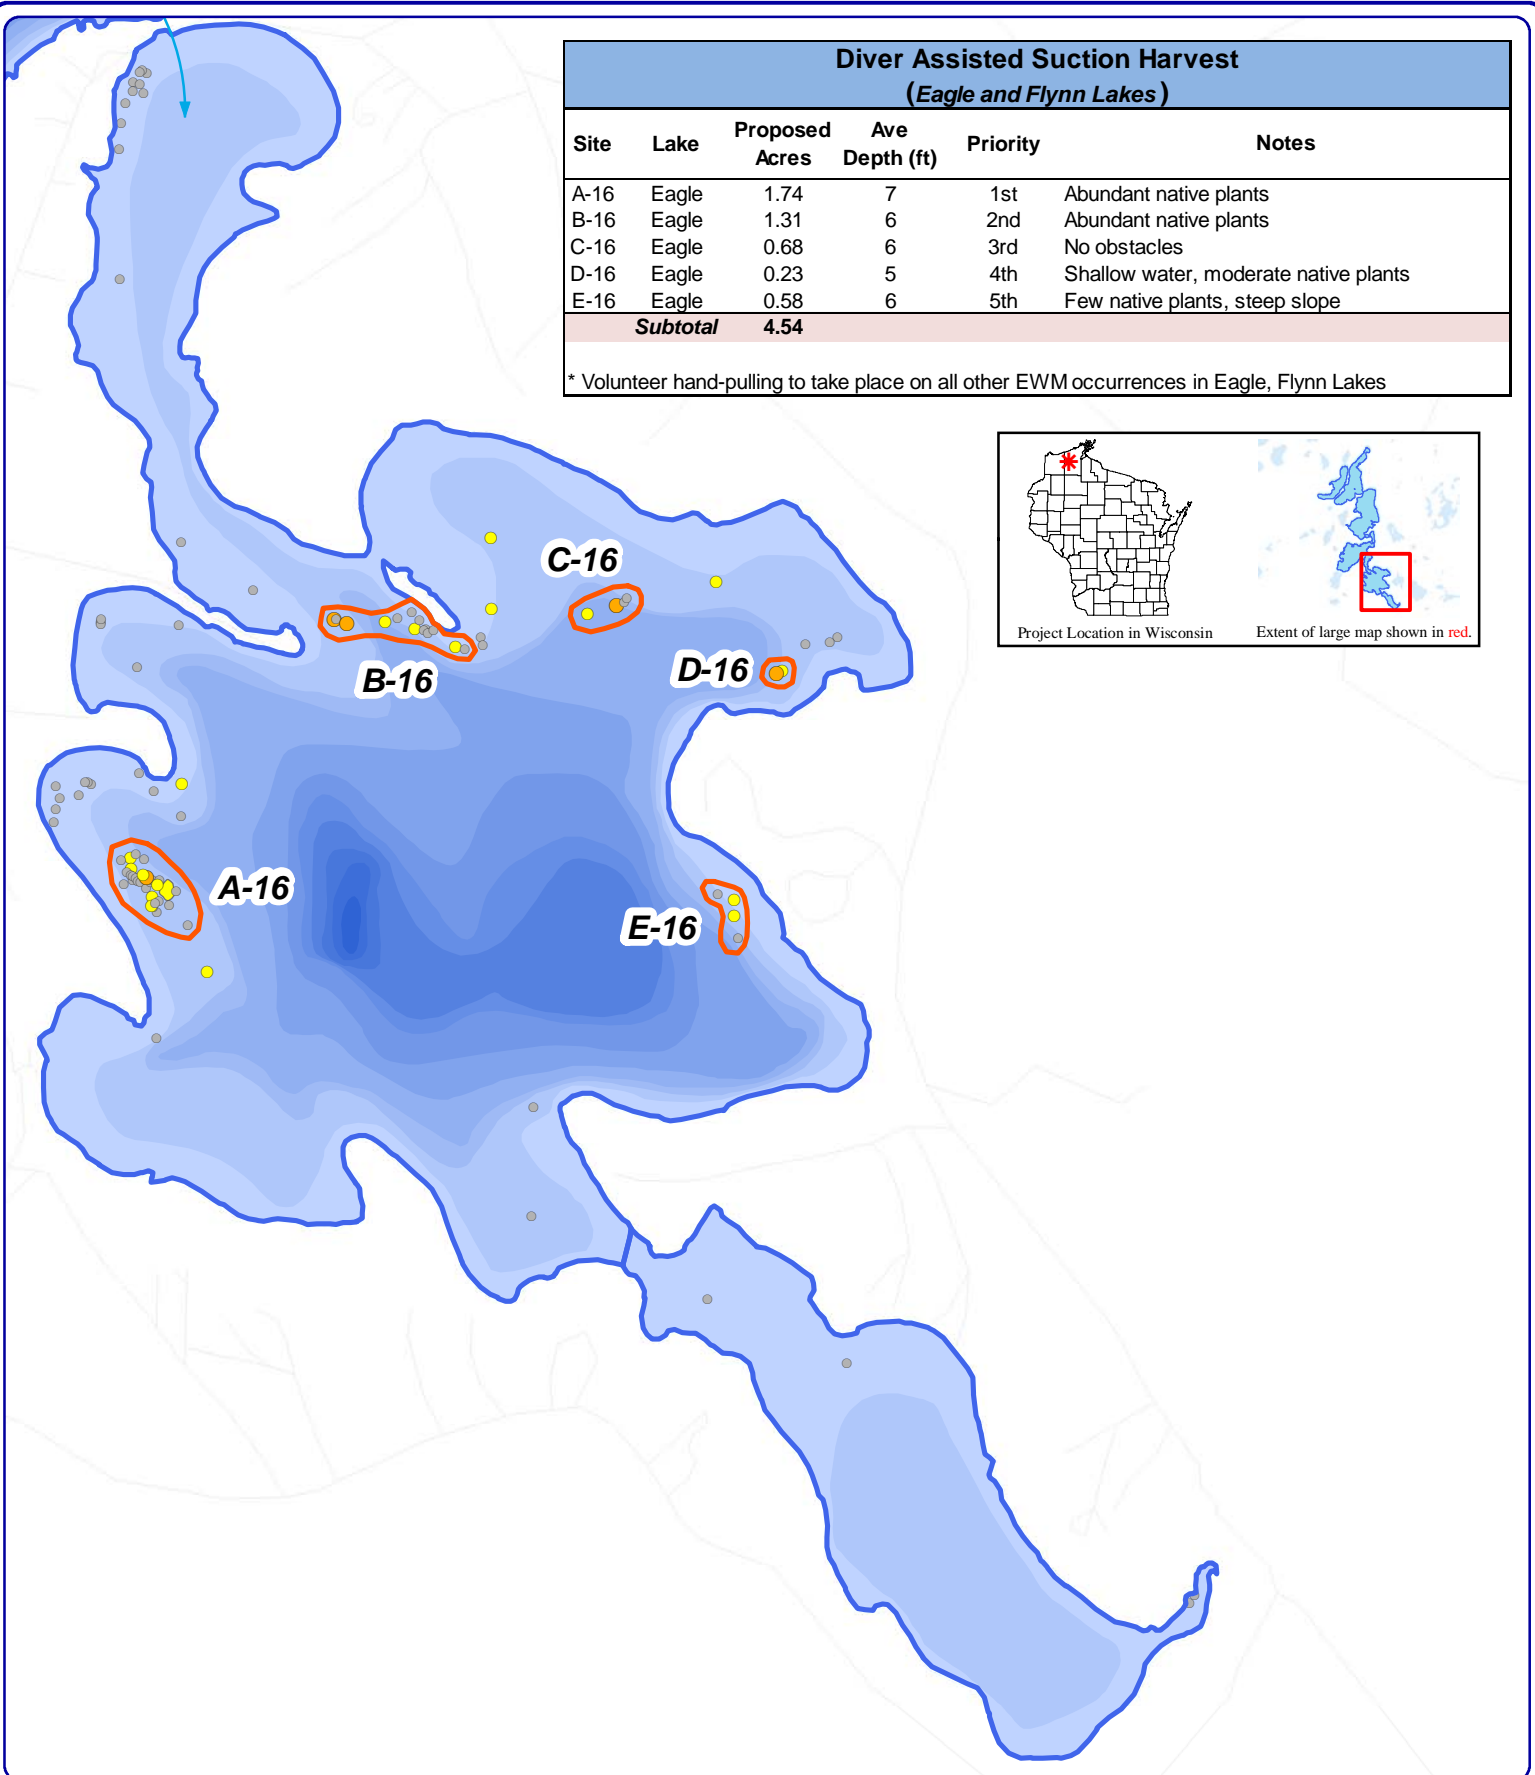 Diver Assisted Suction Harvest
(Eagle and Flynn Lakes)
Site Lake Proposed Acres Ave Depth (ft) Priority Notes
A-16 Eagle 1.74 7 1st Abundant native plants
B-16 Eagle 1.31 6 2nd Abundant native plants
C-16 Eagle 0.68 6 3rd No obstacles
D-16 Eagle 0.23 5 4th Shallow water, moderate native plants
E-16 Eagle 0.58 6 5th Few native plants, steep slope
Subtotal 4.54
* Volunteer hand-pulling to take place on all other EWM occurrences in Eagle, Flynn Lakes
Project Location in Wisconsin
Extent of large map shown in red.
C-16
B-16
D-16
A-16
E-16